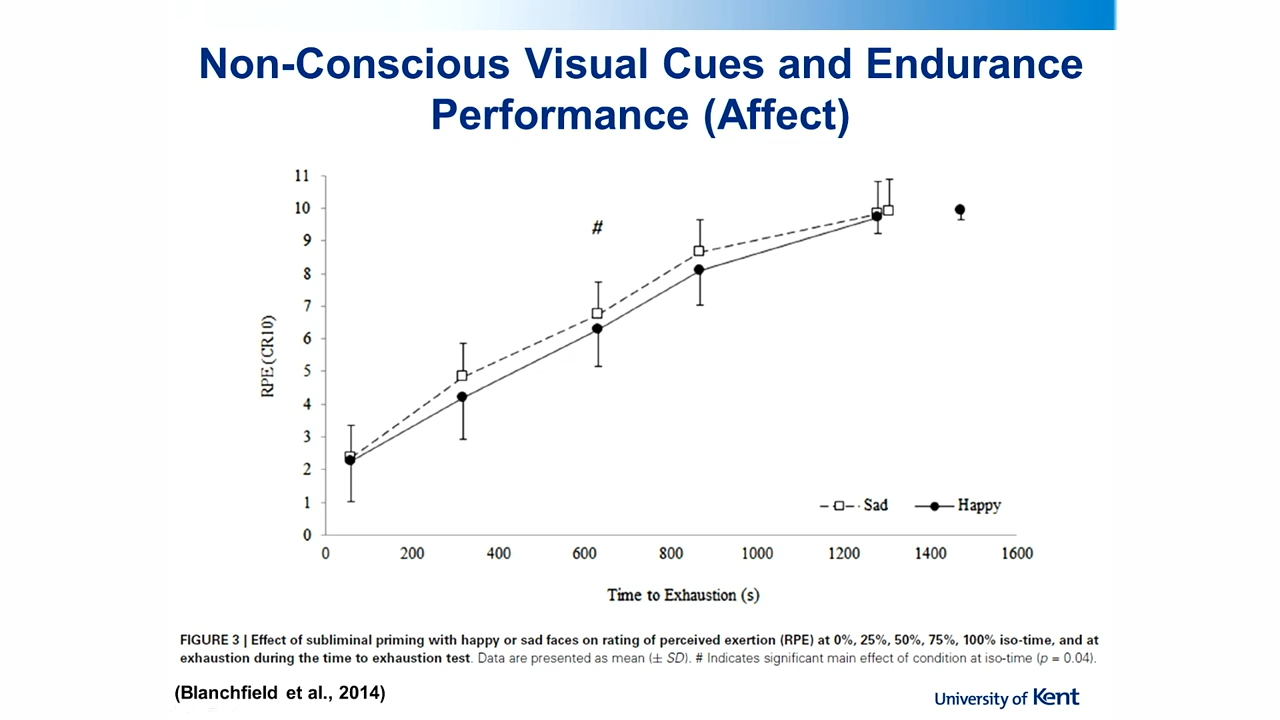 Non-Conscious Visual Cues and Endurance
Performance (Affect)
11
10
9
8
7
6
5
4
3
2
1
0
#
RPE (CR10)
Sad
Happy
0 200 400 600 800 1000 1200 1400 1600
Time to Exhaustion (s)
FIGURE 3 | Effect of subliminal priming with happy or sad faces on rating of perceived exertion (RPE) at 0%, 25%, 50%, 75%, 100% iso-time, and at
exhaustion during the time to exhaustion test. Data are presented as mean (± SD). # Indicates significant main effect of condition at iso-time (p = 0.04).
(Blanchfield et al., 2014)
University of Kent